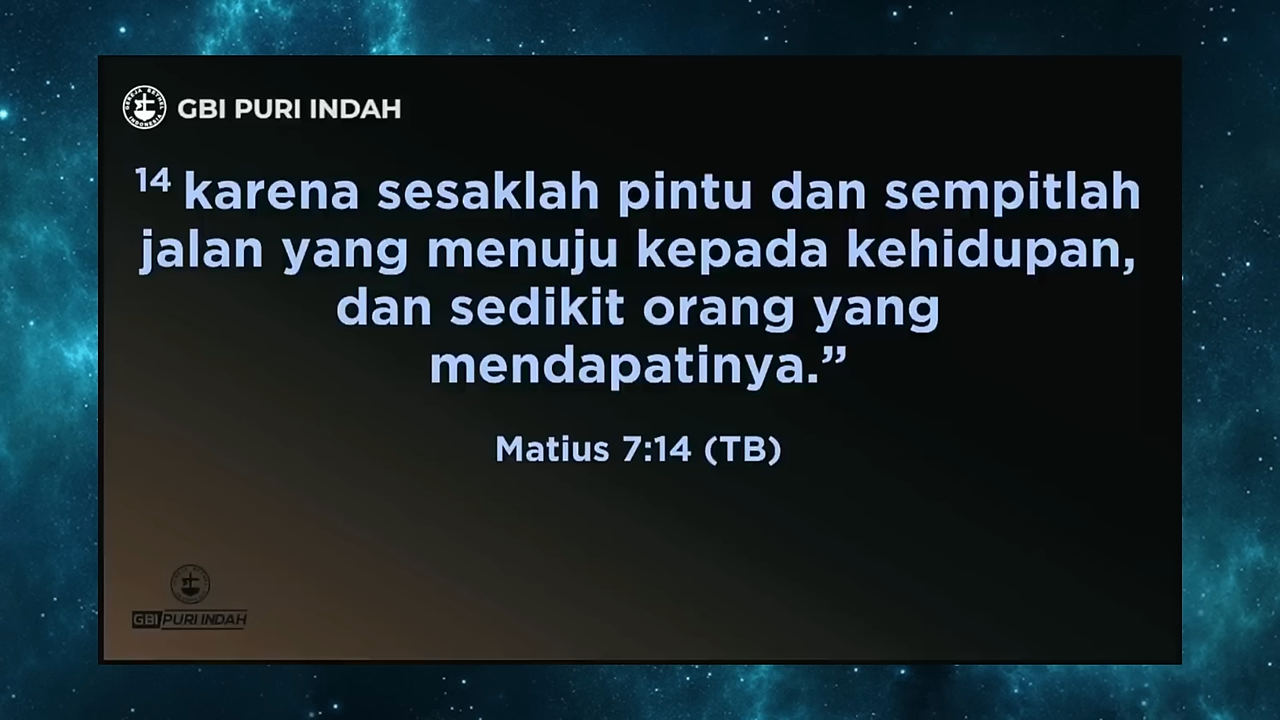 GBI PURI INDAH
14 karena sesaklah pintu dan sempitlah
jalan yang menuju kepada kehidupan,
dan sedikit orang yang
mendapatinya.”
Matius 7:14 (TB)
GBI PURI INDAH